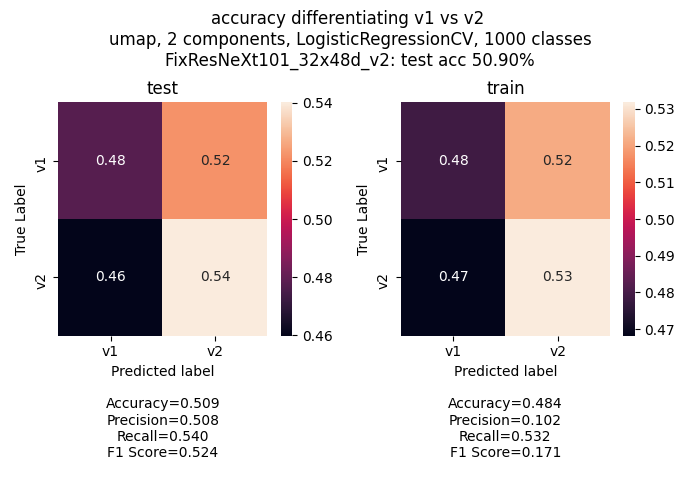 accuracy differentiating v1 vs v2
umap, 2 components, LogisticRegressionCV, 1000 classes
FixResNeXt101_32x48d_v2: test acc 50.90%
test
True Label
v1
v2
0.48
0.52
0.46
0.54
v1
v2
Predicted label
0.54
0.52
0.50
0.48
0.46
Accuracy=0.509
Precision=0.508
Recall=0.540
F1 Score=0.524
train
True Label
v1
v2
0.48
0.52
0.47
0.53
v1
v2
Predicted label
0.53
0.52
0.51
0.50
0.49
0.48
0.47
Accuracy=0.484
Precision=0.102
Recall=0.532
F1 Score=0.171